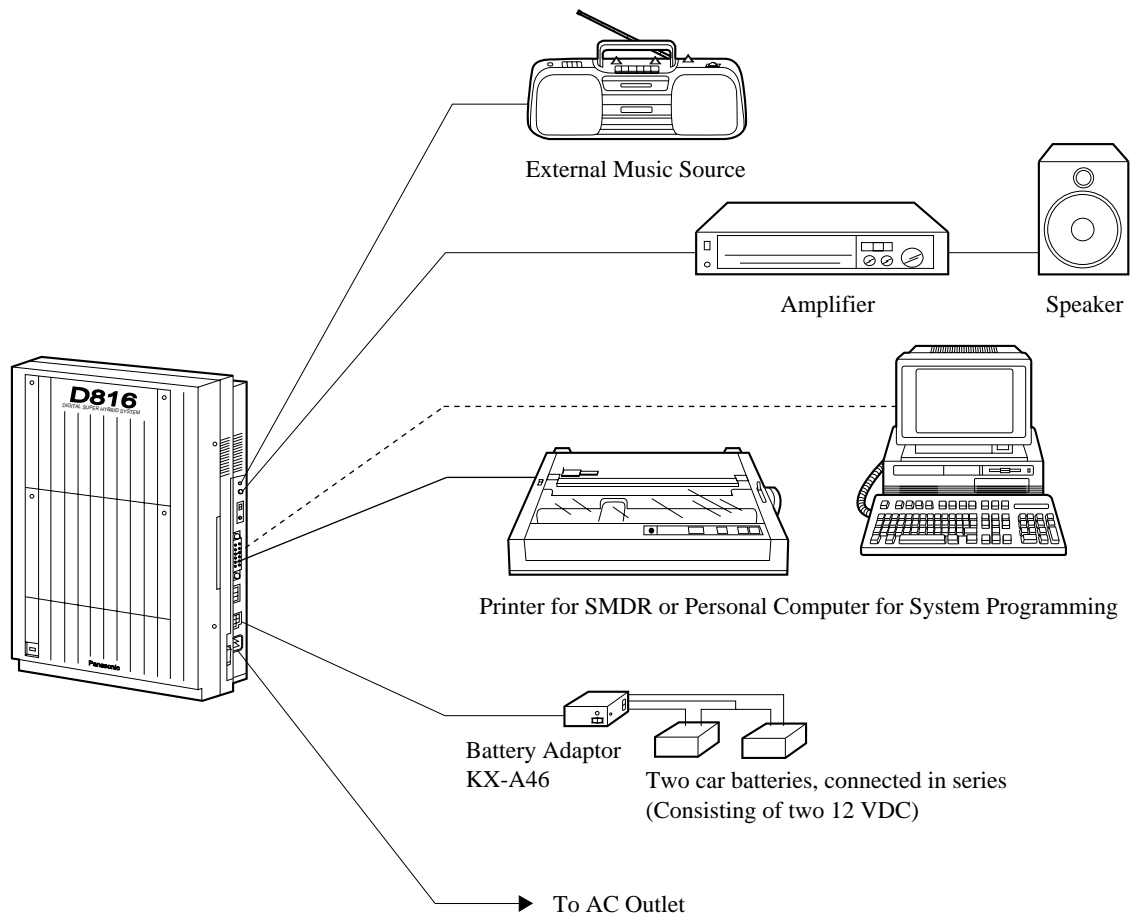 External Music Source
Amplifier
Speaker
D816
DIGITAL SUPER HYBRID SYSTEM
Printer for SMDR or Personal Computer for System Programming
Panasonic
Battery Adaptor
KX-A46
Two car batteries, connected in series
(Consisting of two 12 VDC)
To AC Outlet